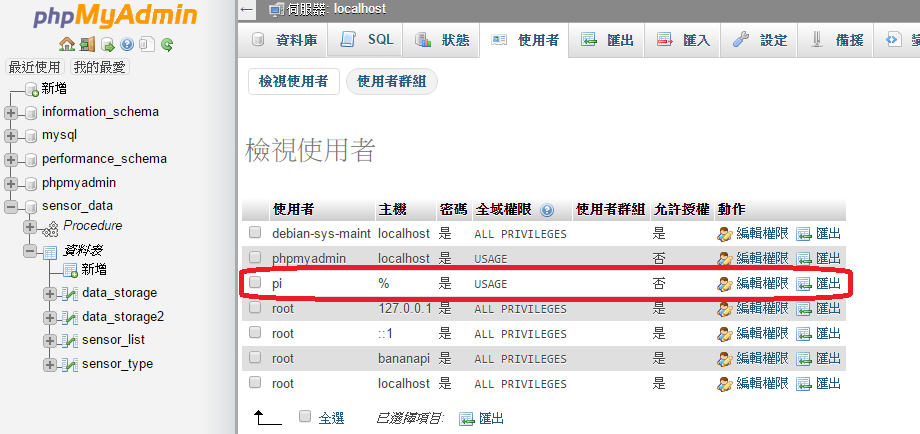 phpMyAdmin
最近使用 我的最愛
新增
information_schema
mysql
performance_schema
phpmyadmin
sensor_data
Procedure
資料表
新增
data_storage
data_storage2
sensor_list
sensor_type
伺服器: localhost
資料庫 SQL 狀態 使用者 匯出 匯入 設定 備援
檢視使用者 使用者群組
檢視使用者
使用者 主機 密碼 全域權限 使用者群組 允許授權 動作
debian-sys-maint localhost 是 ALL PRIVILEGES 是 編輯權限 匯出
phpmyadmin localhost 是 USAGE 否 編輯權限 匯出
pi % 是 USAGE 否 編輯權限 匯出
root 127.0.0.1 是 ALL PRIVILEGES 是 編輯權限 匯出
root ::1 是 ALL PRIVILEGES 是 編輯權限 匯出
root bananapi 是 ALL PRIVILEGES 是 編輯權限 匯出
root localhost 是 ALL PRIVILEGES 是 編輯權限 匯出
全選 已選擇項目: 匯出